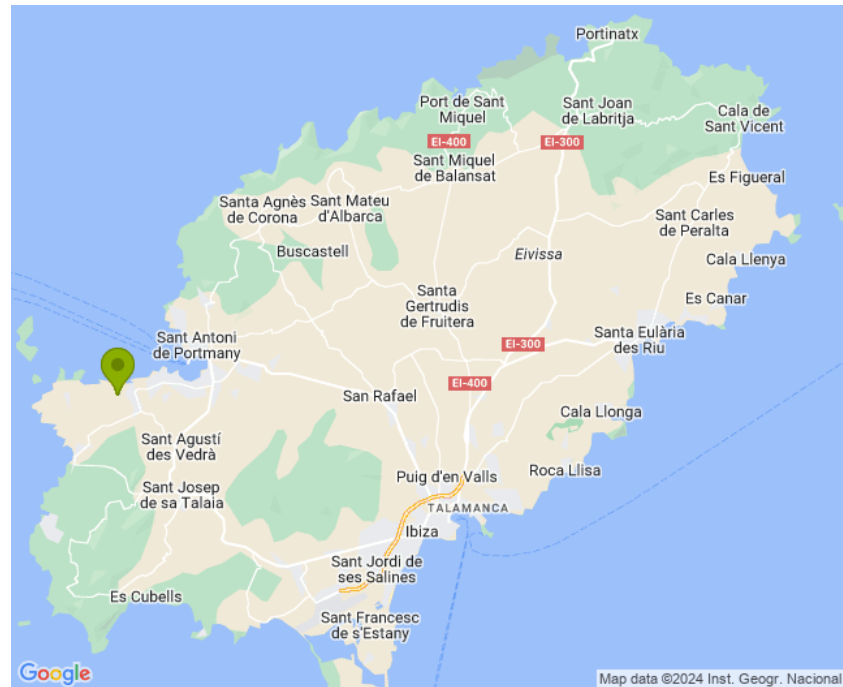 Portinatx
Port de Sant
Miquel
Sant Joan
de Labritja
Cala de
Sant Vicent
EI-400
EI-300
Sant Miquel
de Balansat
Es Figueral
Santa Agnès
de Corona
Sant Mateu
d'Albarca
Sant Carles
de Peralta
Buscastell
Eivissa
Cala Llenya
Santa
Gertrudis
de Fruitera
Es Canar
Sant Antoni
de Portmany
Santa Eulària
des Riu
EI-300
EI-400
San Rafael
Cala Llonga
Sant Agustí
des Vedrà
Roca Llisa
Puig d'en Valls
Sant Josep
de sa Talaia
TALAMANCA
Ibiza
Sant Jordi de
ses Salines
Es Cubells
Sant Francesc
de s'Estany
Google
Map data ©2024 Inst. Geogr. Nacional